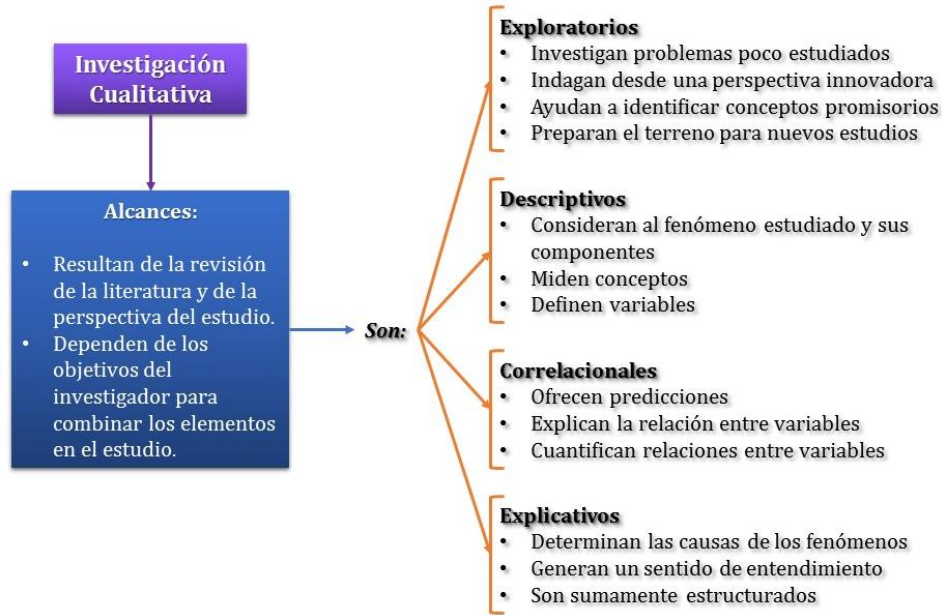 Investigación
Cualitativa
Alcances:
• Resultan de la revisión
de la literatura y de la
perspectiva del estudio.
• Dependen de los
objetivos del
investigador para
combinar los elementos
en el estudio.
Son:
Exploratorios
• Investigan problemas poco estudiados
• Indagan desde una perspectiva innovadora
• Ayudan a identificar conceptos promisorios
• Preparan el terreno para nuevos estudios
Descriptivos
• Consideran al fenómeno estudiado y sus
componentes
• Miden conceptos
• Definen variables
Correlacionales
• Ofrecen predicciones
• Explican la relación entre variables
• Cuantifican relaciones entre variables
Explicativos
• Determinan las causas de los fenómenos
• Generan un sentido de entendimiento
• Son sumamente estructurados